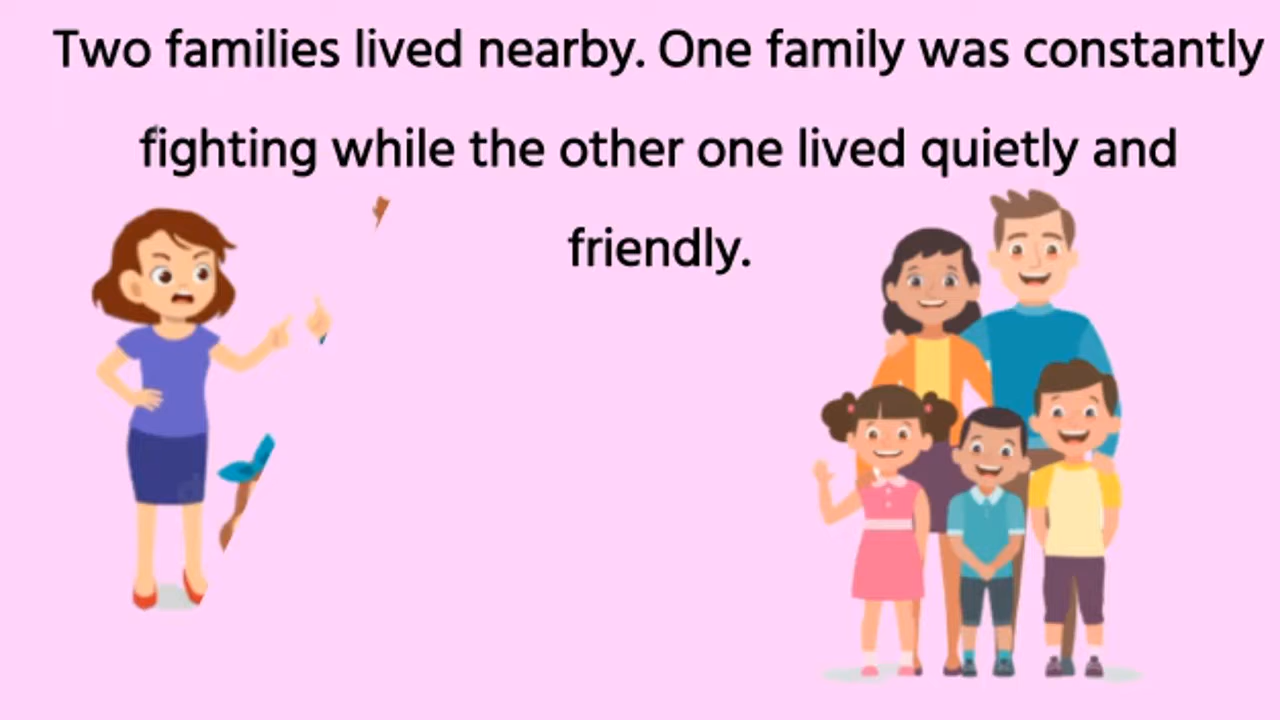 Two families lived nearby. One family was constantly
fighting while the other one lived quietly and
friendly.